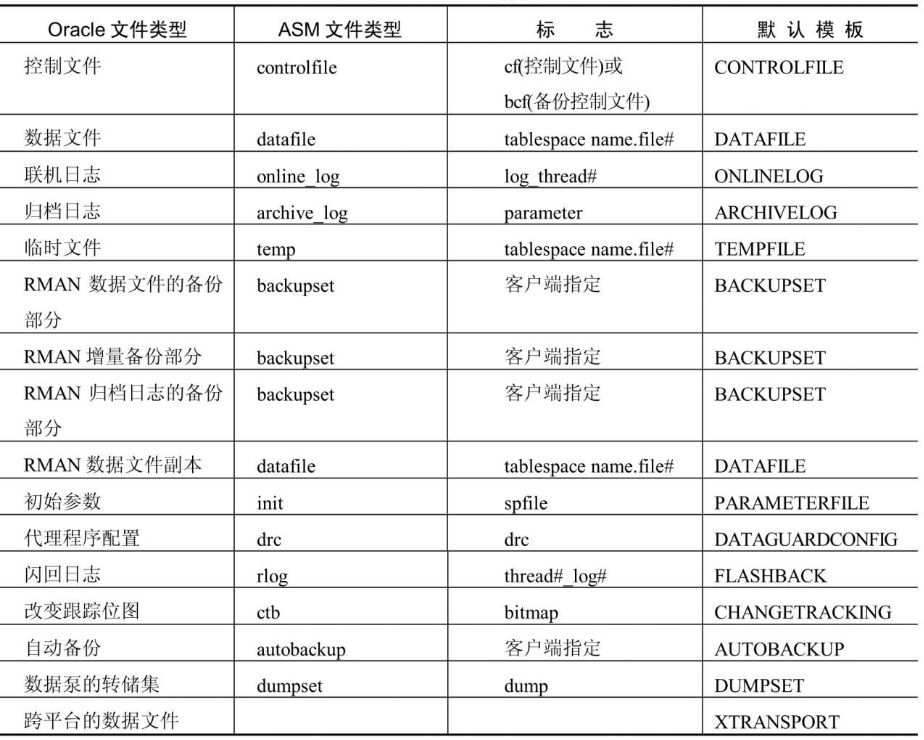 Oracle 文件类型 ASM 文件类型 标 志 默 认 模 板
控制文件 controlfile cf(控制文件)或 CONTROLFILE
bcf(备份控制文件)
数据文件 datafile tablespace name.file# DATAFILE
联机日志 online_log log_thread# ONLINELOG
归档日志 archive_log parameter ARCHIVELOG
临时文件 temp tablespace name.file# TEMPFILE
RMAN 数据文件的备份 backupset 客户端指定 BACKUPSET
部分
RMAN 增量备份部分 backupset 客户端指定 BACKUPSET
RMAN 归档日志的备份 backupset 客户端指定 BACKUPSET
部分
RMAN 数据文件副本 datafile tablespace name.file# DATAFILE
初始参数 init spfile PARAMETERFILE
代理程序配置 drc drc DATAGUARDCONFIG
闪回日志 rlog thread#_log# FLASHBACK
改变跟踪位图 ctb bitmap CHANGETRACKING
自动备份 autobackup 客户端指定 AUTOBACKUP
数据泵的转储集 dumpset dump DUMPSET
跨平台的数据文件 XTRANSPORT